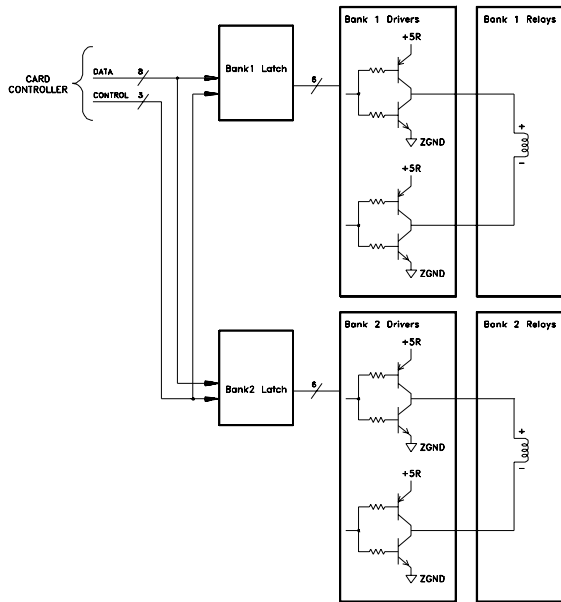 Bank 1 Drivers
Bank 1 Relays
+5R
CARD
CONTROLLER
DATA
8
CONTROL
3
Bank1 Latch
6
ZGND
+
-
+5R
ZGND
Bank 2 Drivers
Bank 2 Relays
+5R
Bank2 Latch
6
ZGND
+
-
+5R
ZGND